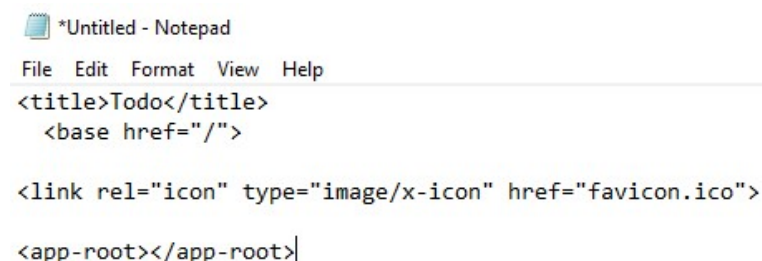 *Untitled - Notepad
File Edit Format View Help
<title>Todo</title>
  <base href="/">
<link rel="icon" type="image/x-icon" href="favicon.ico">
<app-root></app-root>